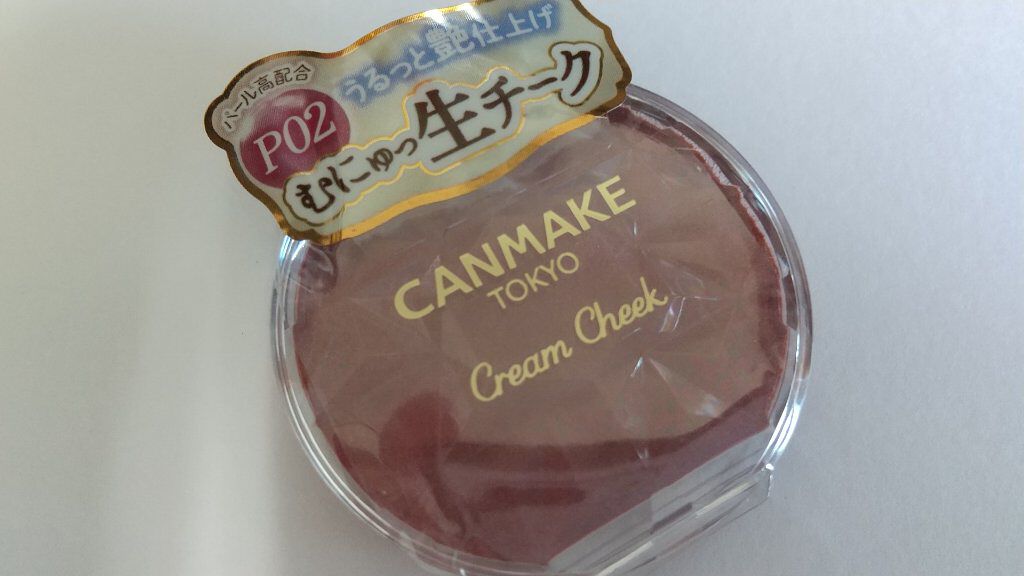 うるっと艶仕上げ
パール高配合
P02
むにゅっ生チーク
CANMAKE
TOKYO
Cream Cheek